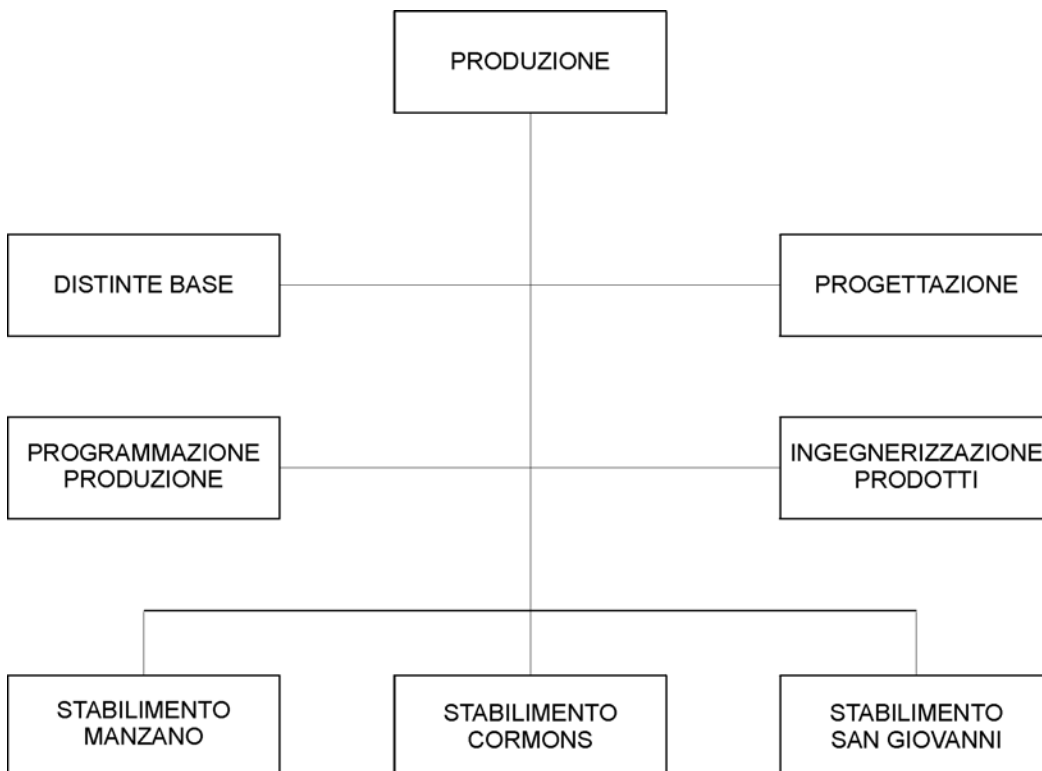 PRODUZIONE
DISTINTE BASE
PROGETTAZIONE
PROGRAMMAZIONE
PRODUZIONE
INGEGNERIZZAZIONE
PRODOTTI
STABILIMENTO
MANZANO
STABILIMENTO
CORMONS
STABILIMENTO
SAN GIOVANNI